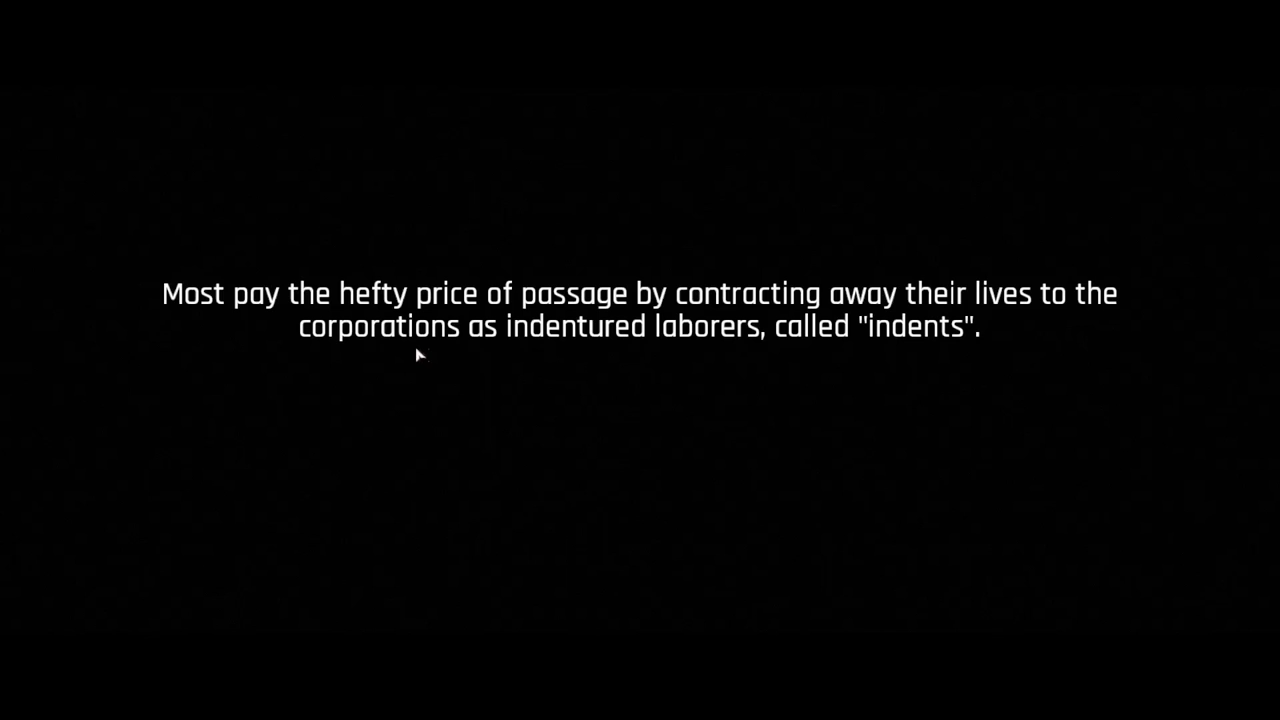 Most pay the hefty price of passage by contracting away their lives to the
corporations as indentured laborers, called "indents".